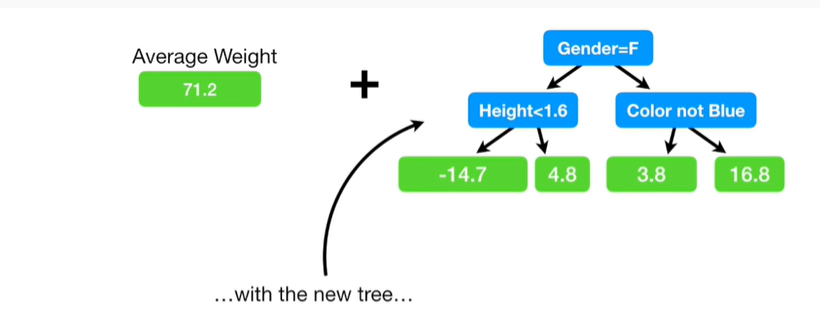 Average Weight
71.2
+
Gender=F
Height<1.6
Color not Blue
-14.7
4.8
3.8
16.8
...with the new tree...